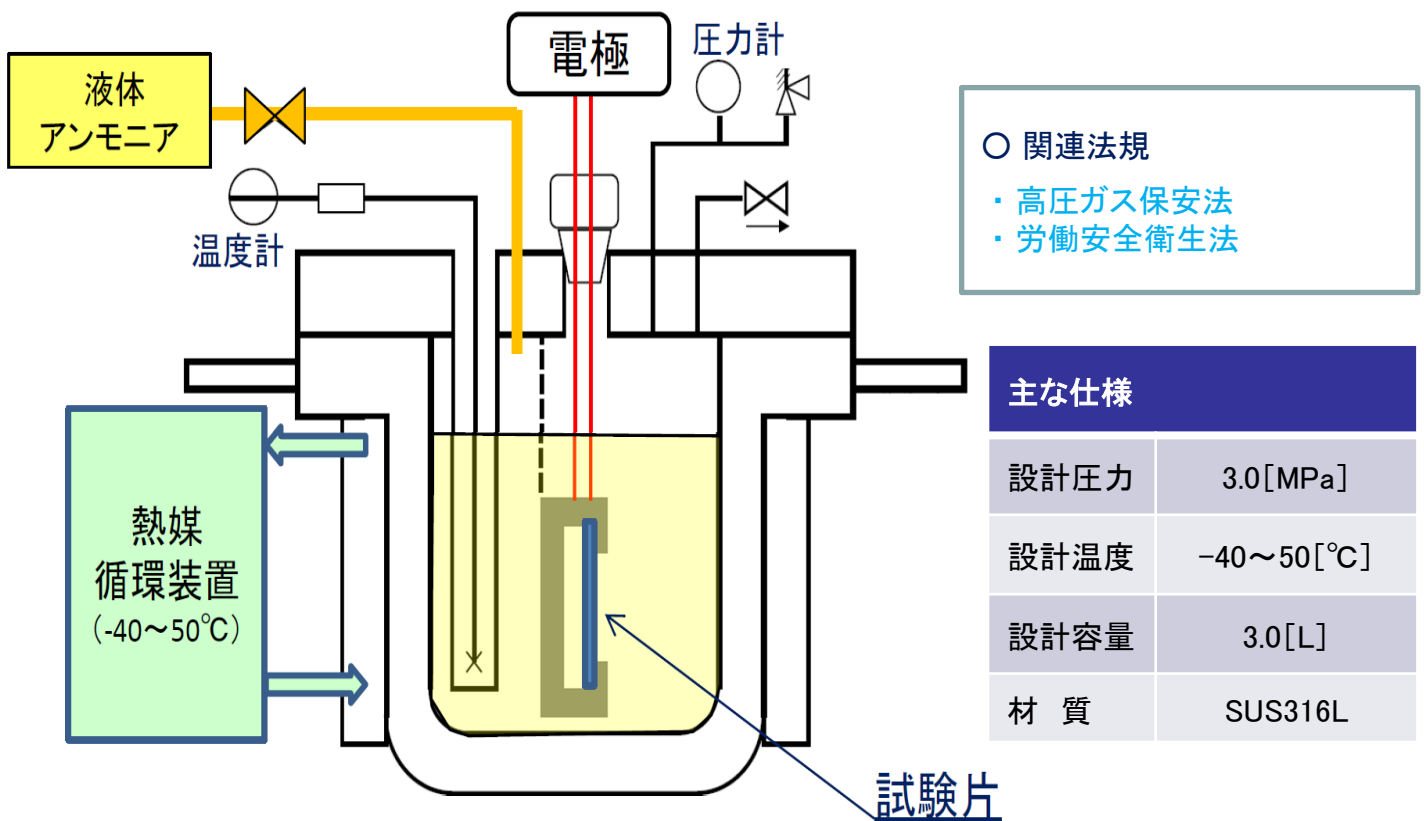 電極
圧力計
液体
アンモニア
温度計
○ 関連法規
・ 高圧ガス保安法
・ 労働安全衛生法
主な仕様
設計圧力 3.0[MPa]
設計温度 -40～50[℃]
設計容量 3.0[L]
材　質 SUS316L
熱媒
循環装置
(-40～50℃)
試験片